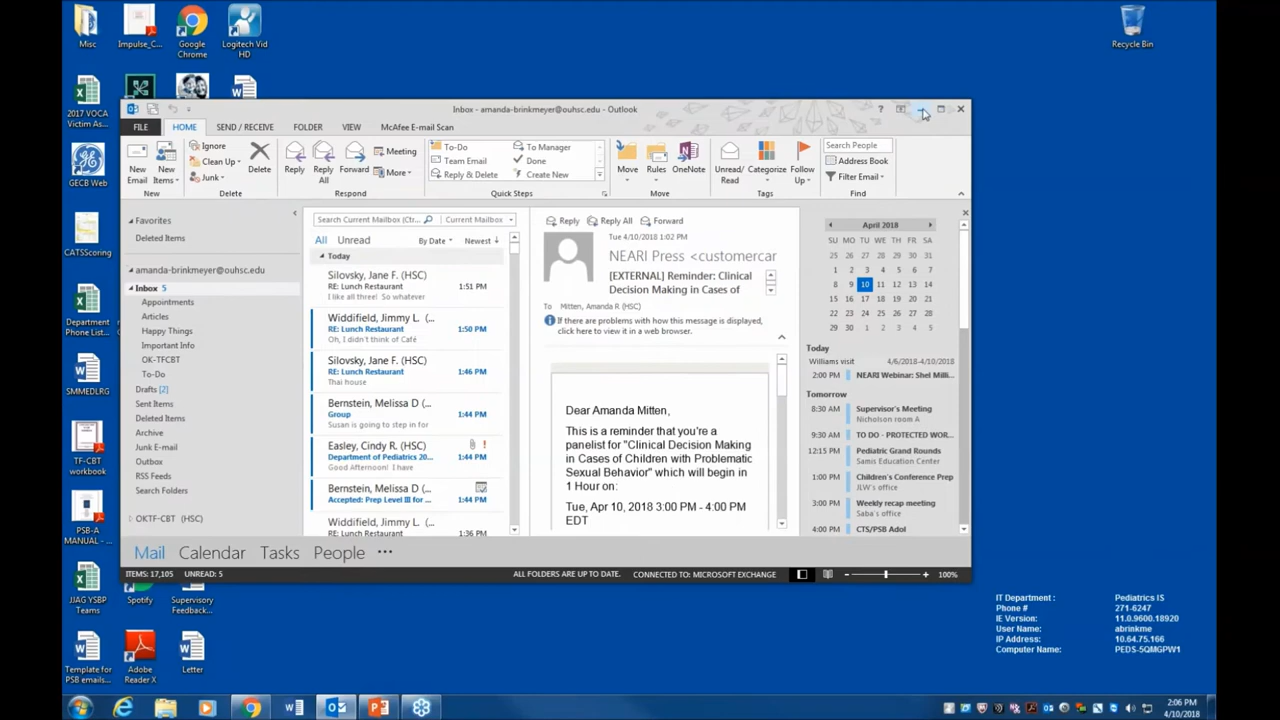 Misc
Impulse_C...
Google Chrome
Logitech Vid HD
Recycle Bin
2017 VOCA Victim As...
GECB Web
CATSScoring
Department Phone List...
SMMEDLRG
TF-CBT workbook
PSB-A MANUAL - ...
JJAG YSBP Teams
Spotify
Supervisory Feedback...
Template for PSB emails...
Adobe Reader X
Letter
Inbox - amanda-brinkmeyer@ouhsc.edu - Outlook
FILE HOME SEND / RECEIVE FOLDER VIEW McAfee E-mail Scan
New Email
New Items
Ignore
Clean Up
Junk
Delete
Reply
Reply All
Forward
Meeting
More
To-Do
Team Email
Reply & Delete
To Manager
Done
Create New
Move
Rules
OneNote
Unread/ Read
Categorize
Follow Up
Search People
Address Book
Filter Email
New Delete Respond Quick Steps Move Tags Find
Favorites
Deleted Items
amanda-brinkmeyer@ouhsc.edu
Inbox 5
Appointments
Articles
Happy Things
Important Info
OK-TFCBT
To-Do
Drafts [2]
Sent Items
Deleted Items
Archive
Junk E-mail
Outbox
RSS Feeds
Search Folders
OKTF-CBT (HSC)
Search Current Mailbox (Ctr... Current Mailbox
All Unread By Date Newest
Today
Silovsky, Jane F. (HSC)
RE: Lunch Restaurant 1:51 PM
I like all three! So whatever
Widdifield, Jimmy L. (...
RE: Lunch Restaurant 1:50 PM
Oh, I didn't think of Café
Silovsky, Jane F. (HSC)
RE: Lunch Restaurant 1:46 PM
Thai house
Bernstein, Melissa D (...
Group 1:44 PM
Susan is going to step in for
Easley, Cindy R. (HSC)
Department of Pediatrics 20... 1:44 PM
Good Afternoon! I have
Bernstein, Melissa D (...
Accepted: Prep Level III for ... 1:44 PM
Widdifield, Jimmy L. (...
RE: Lunch Restaurant 1:36 PM
Reply Reply All Forward
Tue 4/10/2018 1:02 PM
NEARI Press <customercar
[EXTERNAL] Reminder: Clinical
Decision Making in Cases of
To Mitten, Amanda R (HSC)
If there are problems with how this message is displayed,
click here to view it in a web browser.
Dear Amanda Mitten,
This is a reminder that you're a
panelist for "Clinical Decision Making
in Cases of Children with Problematic
Sexual Behavior" which will begin in
1 Hour on:
Tue, Apr 10, 2018 3:00 PM - 4:00 PM
EDT
April 2018
SU MO TU WE TH FR SA
25 26 27 28 29 30 31
1 2 3 4 5 6 7
8 9 10 11 12 13 14
15 16 17 18 19 20 21
22 23 24 25 26 27 28
29 30 1 2 3 4 5
Today
Williams visit 4/6/2018-4/10/2018
2:00 PM NEARI Webinar: Shel Milli...
Tomorrow
8:30 AM Supervisor's Meeting
Nicholson room A
9:30 AM TO DO - PROTECTED WOR...
12:15 PM Pediatric Grand Rounds
Samis Education Center
1:00 PM Children's Conference Prep
JLW's office
3:00 PM Weekly recap meeting
Saba's office
4:00 PM CTS/PSB Adol
Mail Calendar Tasks People ...
ITEMS: 17,105 UNREAD: 5 ALL FOLDERS ARE UP TO DATE. CONNECTED TO: MICROSOFT EXCHANGE 100%
IT Department : Pediatrics IS
Phone # 271-6247
IE Version: 11.0.9600.18920
User Name: abrinkme
IP Address: 10.64.75.166
Computer Name: PEDS-5QMGPW1
2:06 PM
4/10/2018